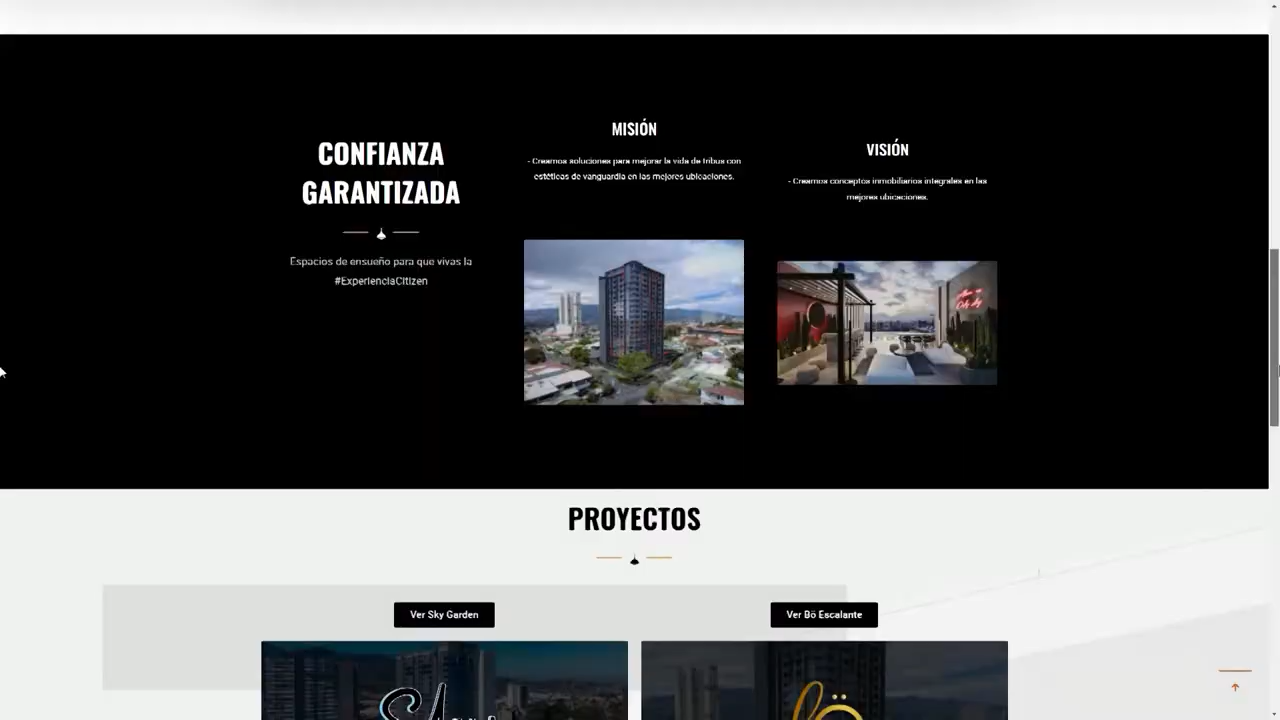 CONFIANZA
GARANTIZADA
Espacios de ensueño para que vivas la
#ExperienciaCitizen
MISIÓN
- Creamos soluciones para mejorar la vida de tribus con
estéticas de vanguardia en las mejores ubicaciones.
VISIÓN
- Creamos conceptos inmobiliarios integrales en las
mejores ubicaciones.
PROYECTOS
Ver Sky Garden
Ver Bö Escalante